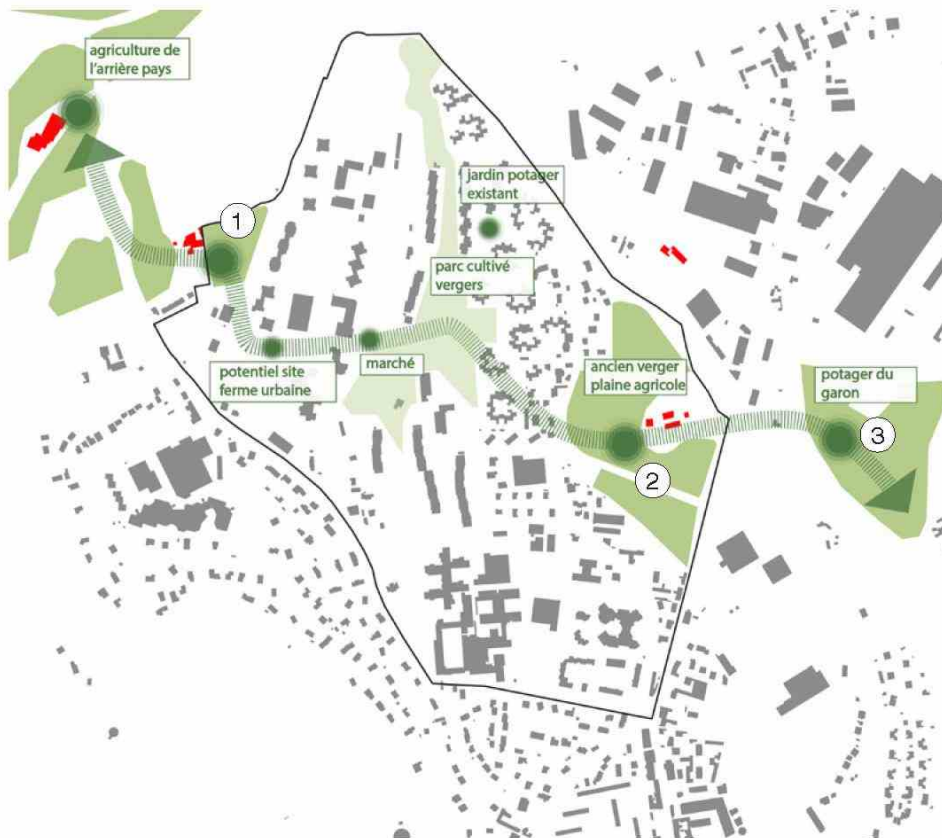 agriculture de
l'arrière pays
1
jardin potager
existant
parc cultivé
vergers
potentiel site
ferme urbaine
marché
ancien verger
plaine agricole
potager du
garon
3
2